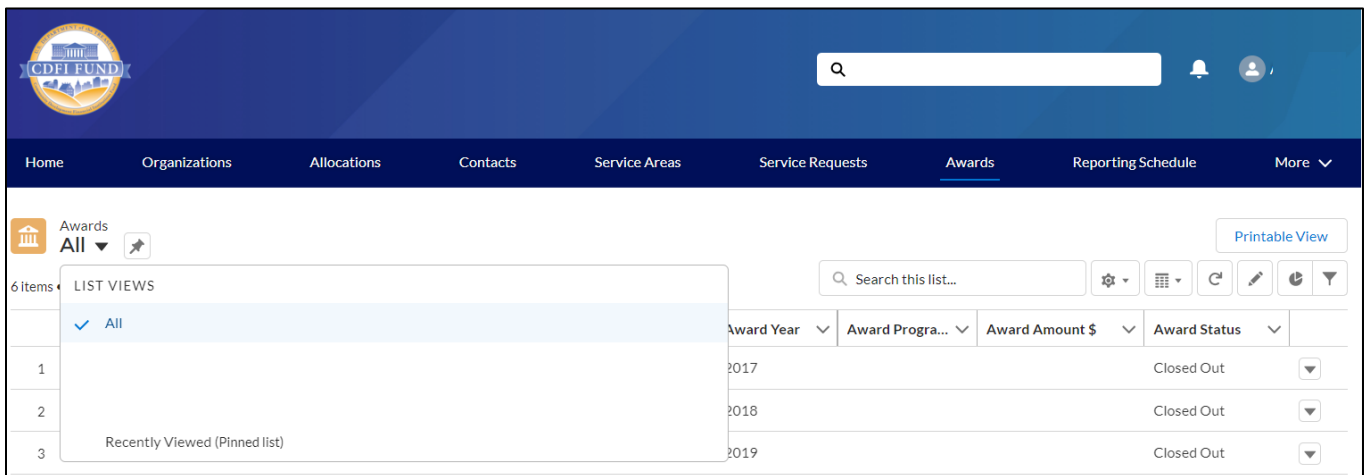 CDFI FUND
Home Organizations Allocations Contacts Service Areas Service Requests Awards Reporting Schedule More
Awards
All
Printable View
6 items
Search this list...
LIST VIEWS
All
Recently Viewed (Pinned list)
Award Year Award Progra... Award Amount $ Award Status
1 2017 Closed Out
2 2018 Closed Out
3 2019 Closed Out